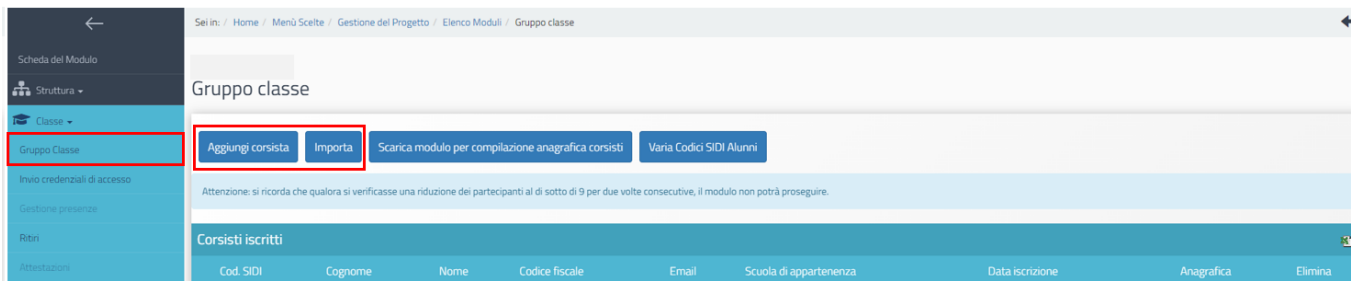 Sei in: / Home / Menù Scelte / Gestione del Progetto / Elenco Moduli / Gruppo classe
Scheda del Modulo
Struttura
Classe
Gruppo Classe
Invio credenziali di accesso
Gestione presenze
Ritiri
Attestazioni
Gruppo classe
Aggiungi corsista Importa Scarica modulo per compilazione anagrafica corsisti Varia Codici SIDI Alunni
Attenzione: si ricorda che qualora si verificasse una riduzione dei partecipanti al di sotto di 9 per due volte consecutive, il modulo non potrà proseguire.
Corsisti iscritti
Cod. SIDI Cognome Nome Codice fiscale Email Scuola di appartenenza Data iscrizione Anagrafica Elimina